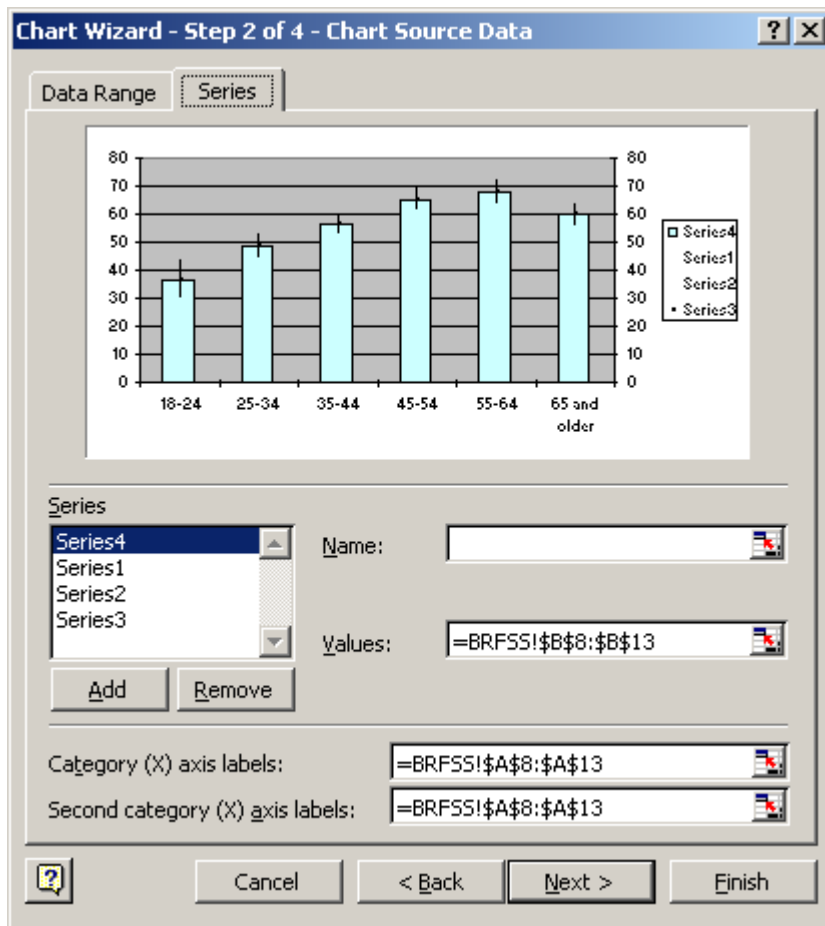 Chart Wizard - Step 2 of 4 - Chart Source Data
Data Range Series
80 80
70 70
60 60
50 50
40 40
30 30
20 20
10 10
0 0
18-24 25-34 35-44 45-54 55-64 65 and
older
Series4
Series1
Series2
Series3
Series
Series4
Series1
Series2
Series3
Name:
Values: =BRFSS!$B$8:$B$13
Add Remove
Category (X) axis labels: =BRFSS!$A$8:$A$13
Second category (X) axis labels: =BRFSS!$A$8:$A$13
? Cancel < Back Next > Finish